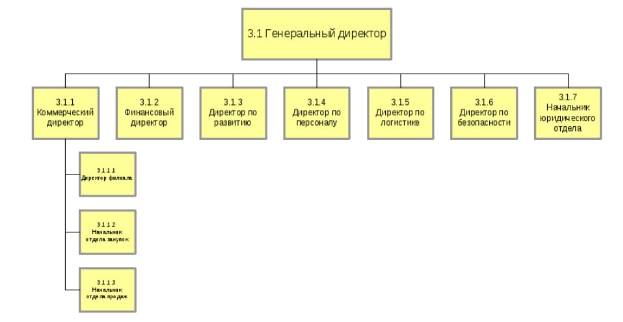 3.1 Генеральный директор
3.1.1
Коммерческий
директор
3.1.2
Финансовый
директор
3.1.3
Директор по
развитию
3.1.4
Директор по
персоналу
3.1.5
Директор по
логистике
3.1.6
Директор по
безопасности
3.1.7
Начальник
юридического
отдела
3.1.1.1
Директор филиала
3.1.1.2
Начальник
отдела закупок
3.1.1.3
Начальник
отдела продаж